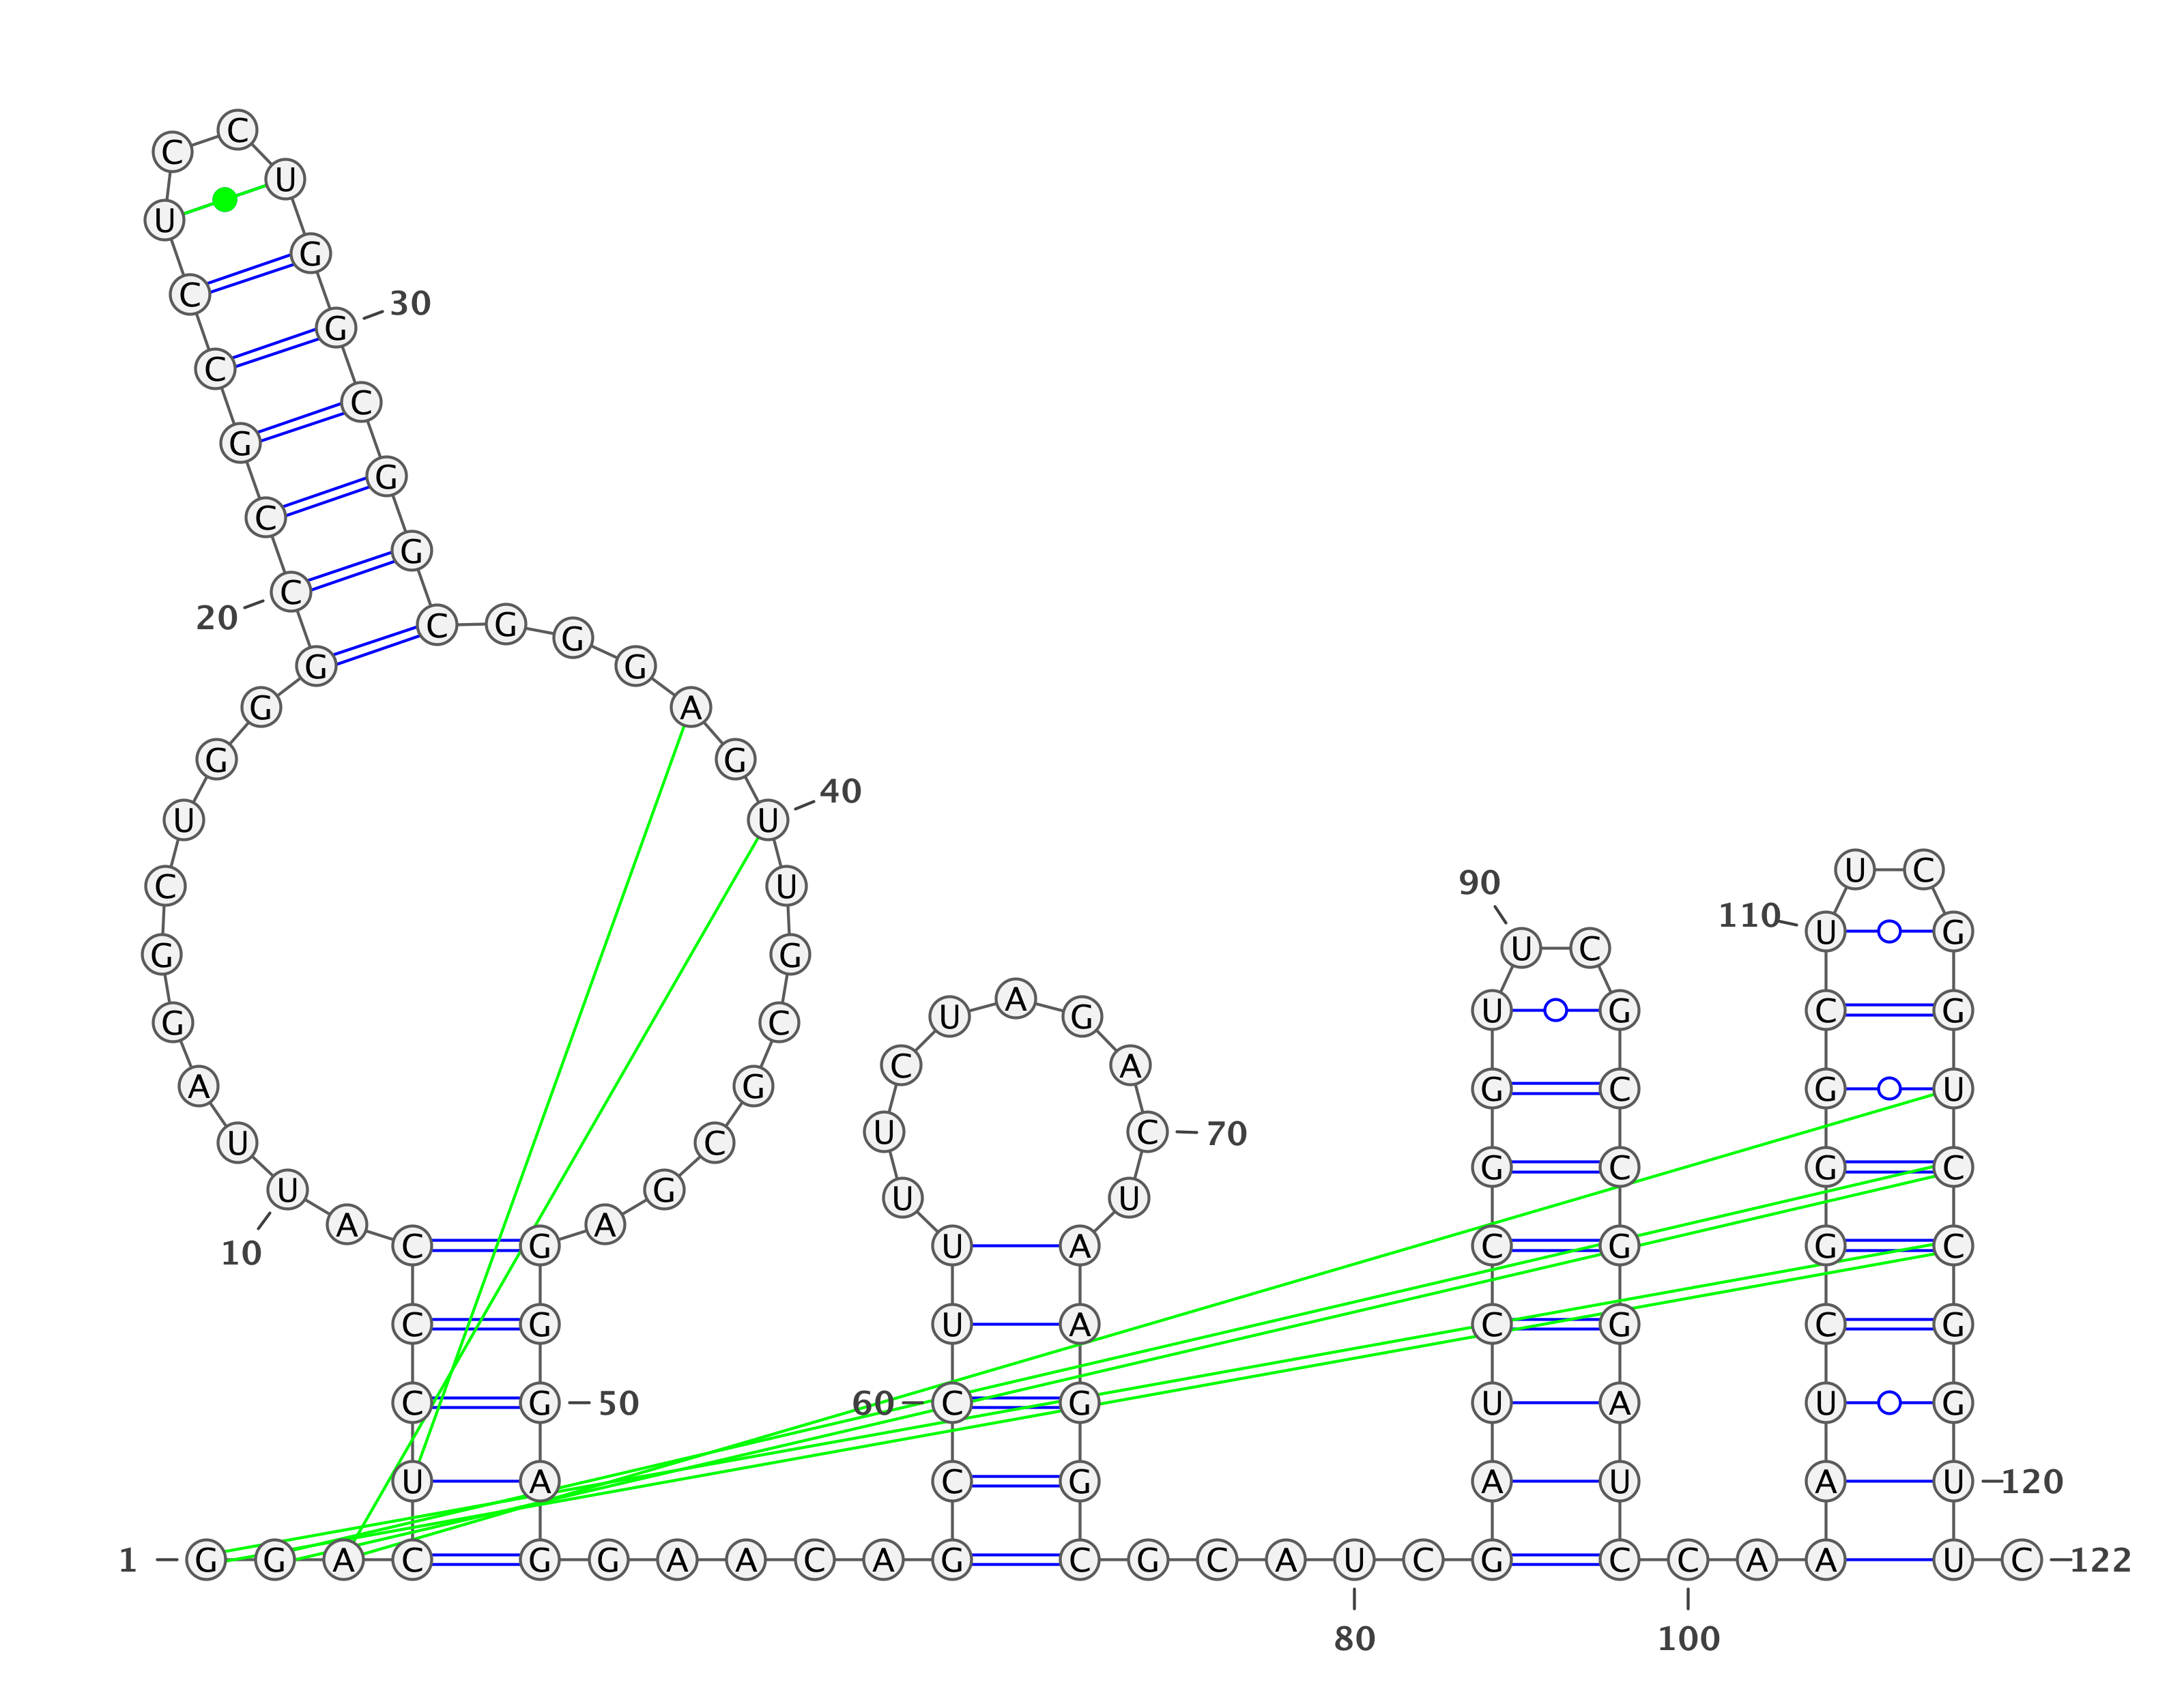 C
C
U
U
G
C
G 30
C
C
G
G
C
G
20 C
C G
G
G G
G A
G G
U U 40
U C
C U 90
110 U G
G G U C
U A G
G C U G C G
C U C A
A G G C G U
U C U C 70
U G U U G C G C
A A
10 C G U A C G G C
C G U A C G C G
C G 50 60 C G U A U G
U A C G A U A U 120
1 G G A C G G A A C A G C G C A U C G C C A A U C 122
80 100